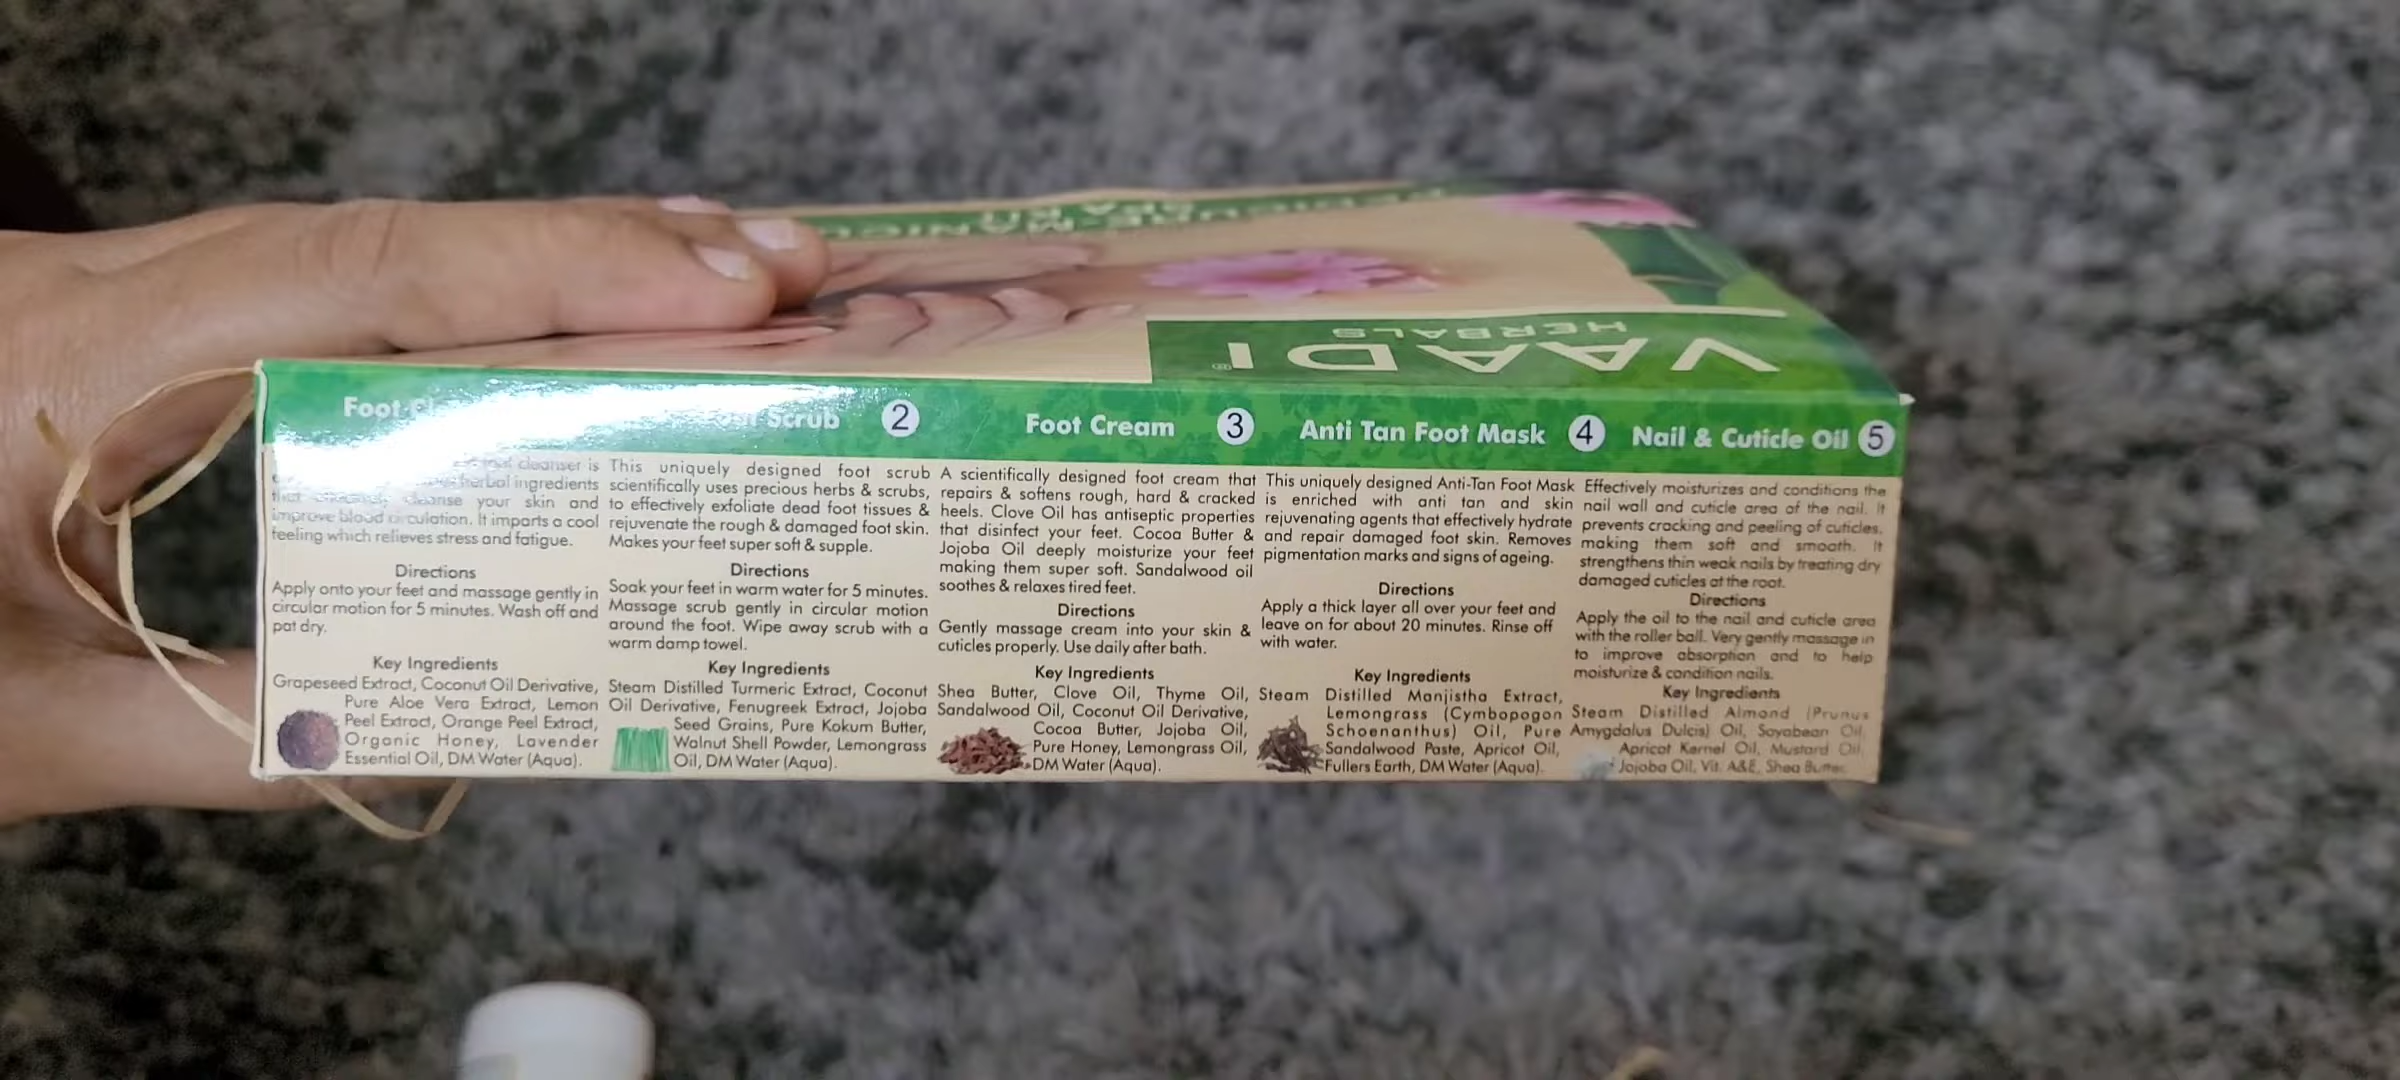 PEDICURE-MANICURE
SPA KIT
VAADI®
HERBALS
Foot
This uniquely designed
cleanser is
herbal ingredients
cleanse your skin and
improve blood circulation. It imparts a cool
feeling which relieves stress and fatigue.
Directions
Apply onto your feet and massage gently in
circular motion for 5 minutes. Wash off and
pat dry.
Key Ingredients
Grapeseed Extract, Coconut Oil Derivative,
Pure Aloe Vera Extract, Lemon
Peel Extract, Orange Peel Extract,
Organic Honey, Lavender
Essential Oil, DM Water (Aqua).
Scrub 2
This uniquely designed foot scrub
scientifically uses precious herbs & scrubs,
to effectively exfoliate dead foot tissues &
rejuvenate the rough & damaged foot skin.
Makes your feet super soft & supple.
Directions
Soak your feet in warm water for 5 minutes.
Massage scrub gently in circular motion
around the foot. Wipe away scrub with a
warm damp towel.
Key Ingredients
Steam Distilled Turmeric Extract, Coconut
Oil Derivative, Fenugreek Extract, Jojoba
Seed Grains, Pure Kokum Butter,
Walnut Shell Powder, Lemongrass
Oil, DM Water (Aqua).
Foot Cream 3
A scientifically designed foot cream that
repairs & softens rough, hard & cracked
heels. Clove Oil has antiseptic properties
that disinfect your feet. Cocoa Butter &
Jojoba Oil deeply moisturize your feet
making them super soft. Sandalwood oil
soothes & relaxes tired feet.
Directions
Gently massage cream into your skin &
cuticles properly. Use daily after bath.
Key Ingredients
Shea Butter, Clove Oil, Thyme Oil,
Sandalwood Oil, Coconut Oil Derivative,
Cocoa Butter, Jojoba Oil,
Pure Honey, Lemongrass Oil,
DM Water (Aqua).
Anti Tan Foot Mask 4
This uniquely designed Anti-Tan Foot Mask
is enriched with anti tan and skin
rejuvenating agents that effectively hydrate
and repair damaged foot skin. Removes
pigmentation marks and signs of ageing.
Directions
Apply a thick layer all over your feet and
leave on for about 20 minutes. Rinse off
with water.
Key Ingredients
Steam Distilled Manjistha Extract,
Lemongrass (Cymbopogon
Schoenanthus) Oil, Pure
Sandalwood Paste, Apricot Oil,
Fullers Earth, DM Water (Aqua).
Nail & Cuticle Oil 5
Effectively moisturizes and conditions the
nail wall and cuticle area of the nail. It
prevents cracking and peeling of cuticles,
making them soft and smooth. It
strengthens thin weak nails by treating dry
damaged cuticles at the root.
Directions
Apply the oil to the nail and cuticle area
with the roller ball. Very gently massage in
to improve absorption and to help
moisturize & condition nails.
Key Ingredients
Steam Distilled Almond (Prunus
Amygdalus Dulcis) Oil, Soyabean Oil,
Apricot Kernel Oil, Mustard Oil,
Jojoba Oil, Vit. A&E, Shea Butter.